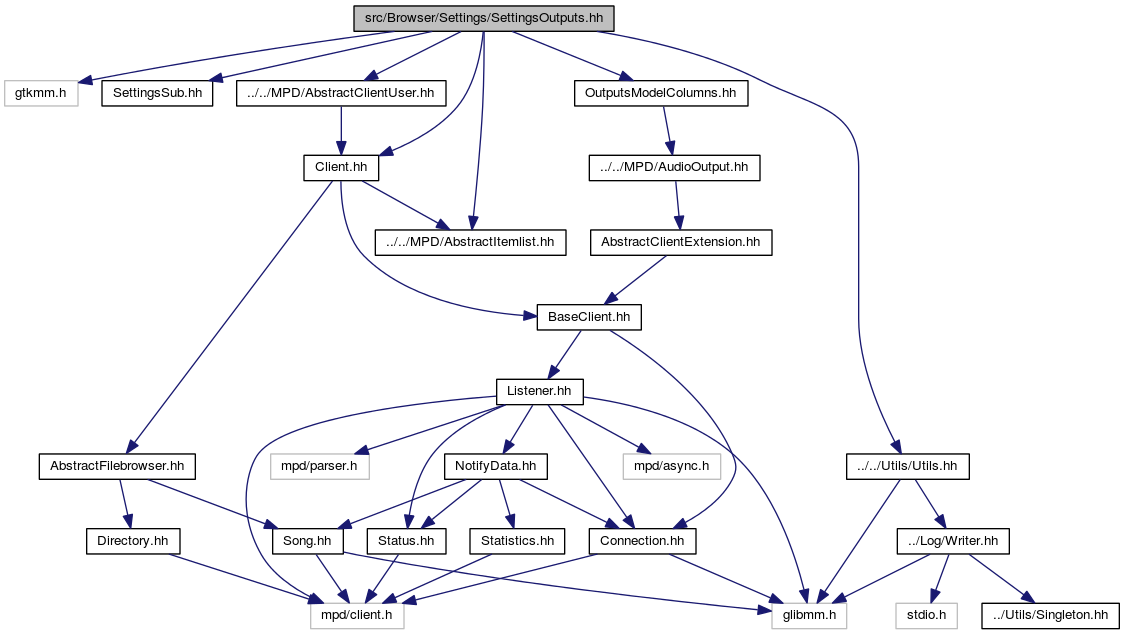 src/Browser/Settings/SettingsOutputs.hh
gtkmm.h
SettingsSub.hh
../../MPD/AbstractClientUser.hh
OutputsModelColumns.hh
Client.hh
../../MPD/AudioOutput.hh
../../MPD/AbstractItemlist.hh
AbstractClientExtension.hh
BaseClient.hh
Listener.hh
AbstractFilebrowser.hh
mpd/parser.h
NotifyData.hh
mpd/async.h
../../Utils/Utils.hh
Directory.hh
Song.hh
Status.hh
Statistics.hh
Connection.hh
../Log/Writer.hh
mpd/client.h
glibmm.h
stdio.h
../Utils/Singleton.hh